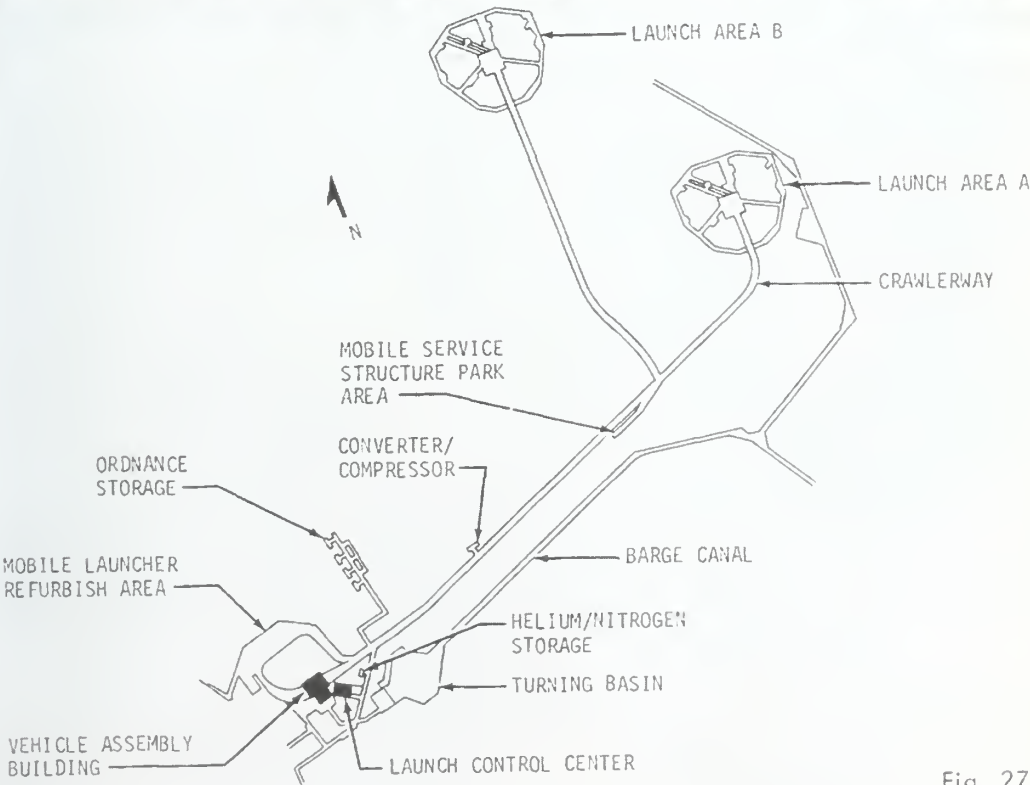 LAUNCH AREA B
LAUNCH AREA A
N
CRAWLERWAY
MOBILE SERVICE
STRUCTURE PARK
AREA
CONVERTER/
COMPRESSOR
ORDNANCE
STORAGE
BARGE CANAL
MOBILE LAUNCHER
REFURBISH AREA
HELIUM/NITROGEN
STORAGE
TURNING BASIN
VEHICLE ASSEMBLY
BUILDING
LAUNCH CONTROL CENTER
Fig. 27